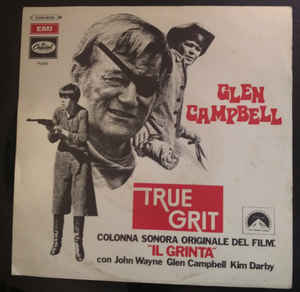 EMI
Capitol
GLEN
CAMPBELL
TRUE
GRIT
COLONNA SONORA ORIGINALE DEL FILM
"IL GRINTA"
con John Wayne Glen Campbell Kim Darby